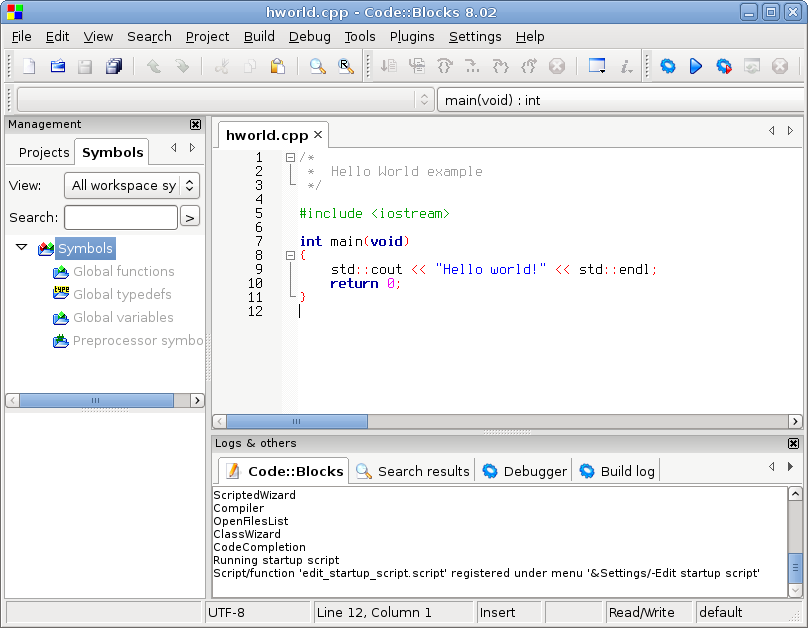 hworld.cpp - Code::Blocks 8.02
File Edit View Search Project Build Debug Tools Plugins Settings Help
main(void) : int
Management
Projects Symbols
View: All workspace sy
Search: >
Symbols
Global functions
Global typedefs
Global variables
Preprocessor symbo
hworld.cpp
1 /*
2 * Hello World example
3 */
4
5 #include <iostream>
6
7 int main(void)
8 {
9 std::cout << "Hello world!" << std::endl;
10 return 0;
11 }
12
Logs & others
Code::Blocks Search results Debugger Build log
ScriptedWizard
Compiler
OpenFilesList
ClassWizard
CodeCompletion
Running startup script
Script/function 'edit_startup_script.script' registered under menu '&Settings/-Edit startup script'
UTF-8 Line 12, Column 1 Insert Read/Write default